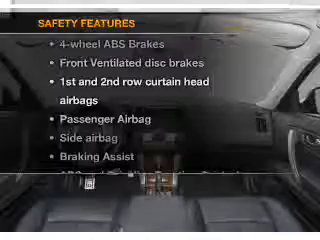 SAFETY FEATURES
• 4-wheel ABS Brakes
• Front Ventilated disc brakes
• 1st and 2nd row curtain head
airbags
• Passenger Airbag
• Side airbag
• Braking Assist